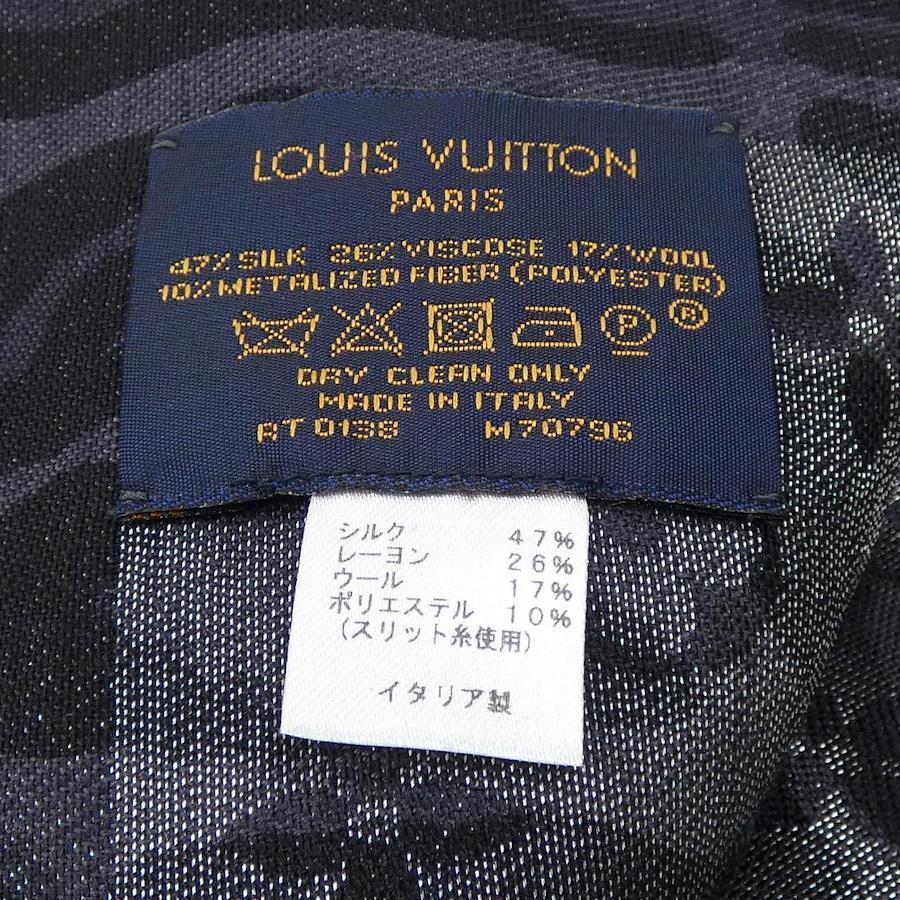 LOUIS VUITTON
PARIS
47% SILK 26% VISCOSE 17% WOOL
10% METALIZED FIBER (POLYESTER)
P ®
DRY CLEAN ONLY
MADE IN ITALY
RT 0138 M70796
シルク 47%
レーヨン 26%
ウール 17%
ポリエステル 10%
(スリット糸使用)
イタリア製